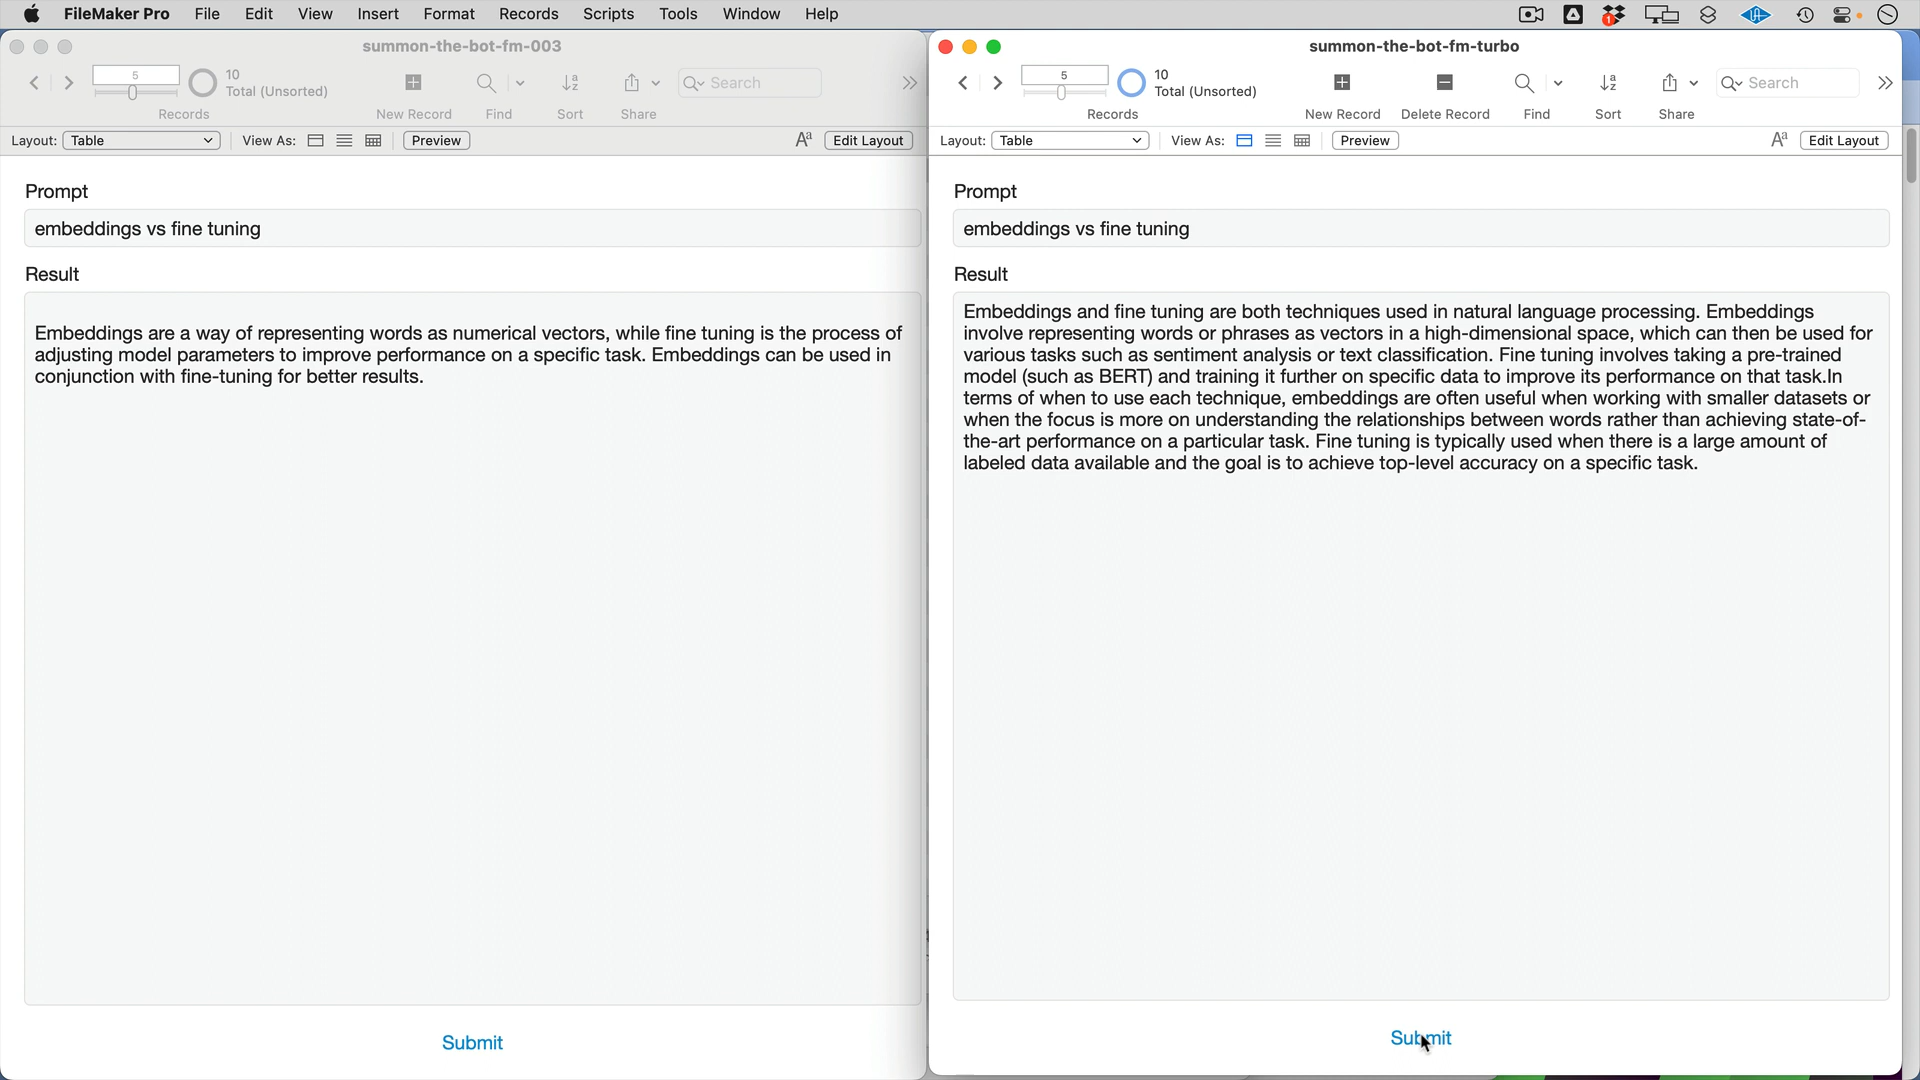 FileMaker Pro File Edit View Insert Format Records Scripts Tools Window Help
1
summon-the-bot-fm-003
5
10
Total (Unsorted)
Records
New Record
Find
Sort
Share
Search
Layout: Table
View As:
Preview
Aa
Edit Layout
Prompt
embeddings vs fine tuning
Result
Embeddings are a way of representing words as numerical vectors, while fine tuning is the process of
adjusting model parameters to improve performance on a specific task. Embeddings can be used in
conjunction with fine-tuning for better results.
Submit
summon-the-bot-fm-turbo
5
10
Total (Unsorted)
Records
New Record
Delete Record
Find
Sort
Share
Search
Layout: Table
View As:
Preview
Aa
Edit Layout
Prompt
embeddings vs fine tuning
Result
Embeddings and fine tuning are both techniques used in natural language processing. Embeddings
involve representing words or phrases as vectors in a high-dimensional space, which can then be used for
various tasks such as sentiment analysis or text classification. Fine tuning involves taking a pre-trained
model (such as BERT) and training it further on specific data to improve its performance on that task.In
terms of when to use each technique, embeddings are often useful when working with smaller datasets or
when the focus is more on understanding the relationships between words rather than achieving state-of-
the-art performance on a particular task. Fine tuning is typically used when there is a large amount of
labeled data available and the goal is to achieve top-level accuracy on a specific task.
Submit